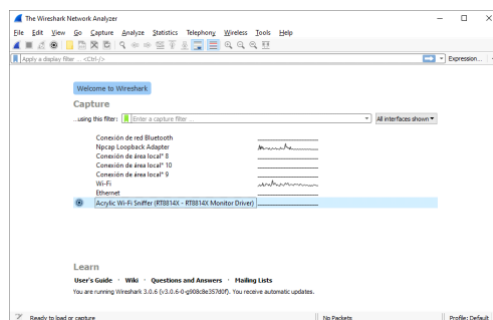 The Wireshark Network Analyzer
File Edit View Go Capture Analyze Statistics Telephony Wireless Tools Help
Apply a display filter ... <Ctrl-/>
Expression...
Welcome to Wireshark
Capture
...using this filter: Enter a capture filter ...
All interfaces shown
Conexión de red Bluetooth
Npcap Loopback Adapter
Conexión de área local* 8
Conexión de área local* 10
Conexión de área local* 9
Wi-Fi
Ethernet
Acrylic Wi-Fi Sniffer (RT8814X - RT8814X Monitor Driver)
Learn
User's Guide · Wiki · Questions and Answers · Mailing Lists
You are running Wireshark 3.0.6 (v3.0.6-0-g908c8e357d0f). You receive automatic updates.
Ready to load or capture
No Packets
Profile: Default